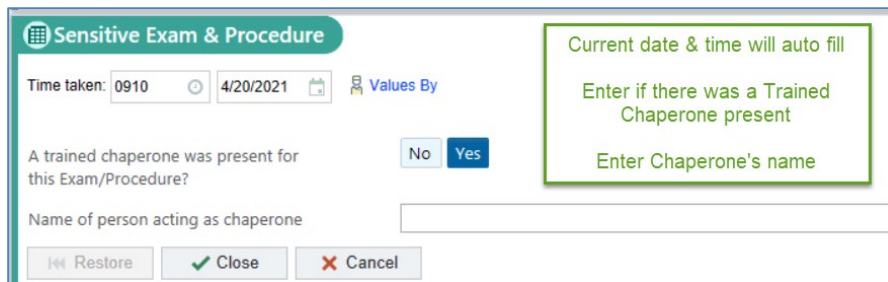 Sensitive Exam & Procedure
Time taken: 0910 4/20/2021 Values By
A trained chaperone was present for
this Exam/Procedure?
No Yes
Name of person acting as chaperone
Restore Close Cancel
Current date & time will auto fill
Enter if there was a Trained
Chaperone present
Enter Chaperone's name